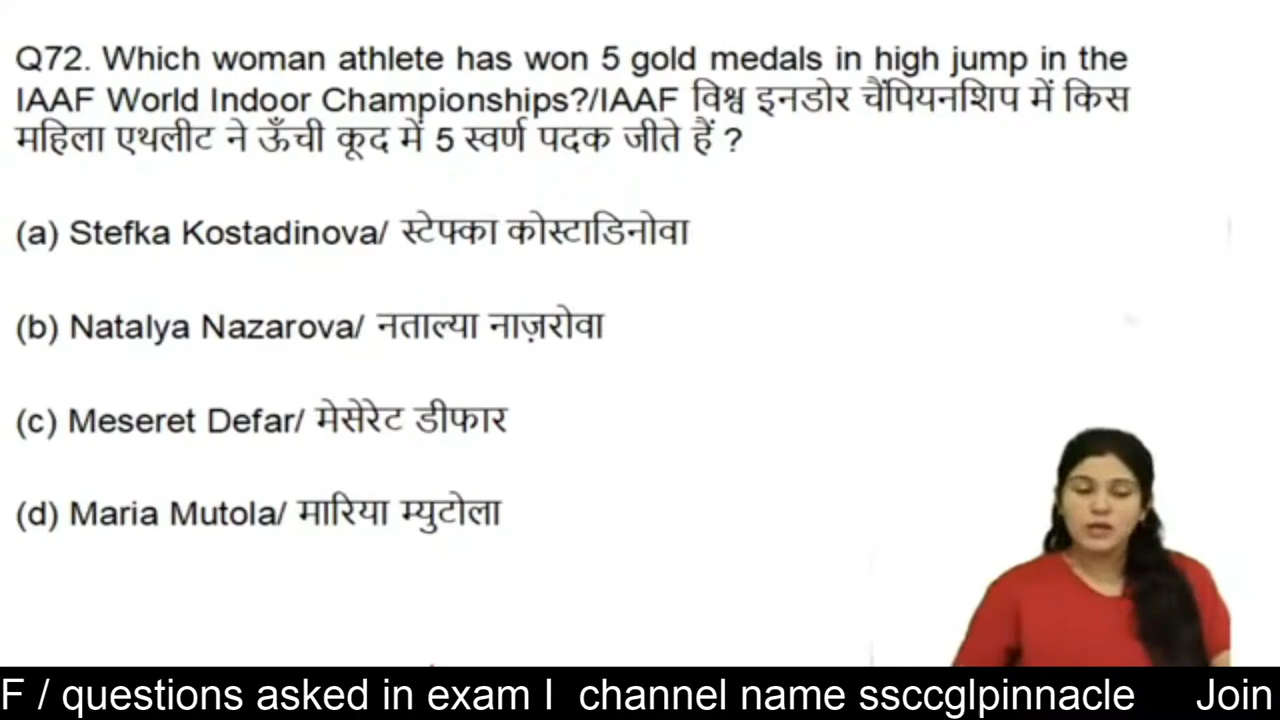 Q72. Which woman athlete has won 5 gold medals in high jump in the
IAAF World Indoor Championships?/IAAF विश्व इनडोर चैंपियनशिप में किस
महिला एथलीट ने ऊँची कूद में 5 स्वर्ण पदक जीते हैं ?
(a) Stefka Kostadinova/ स्टेफ्का कोस्टाडिनोवा
(b) Natalya Nazarova/ नताल्या नाज़रोवा
(c) Meseret Defar/ मेसेरेट डीफार
(d) Maria Mutola/ मारिया म्युटोला
F / questions asked in exam I channel name ssccglpinnacle Join